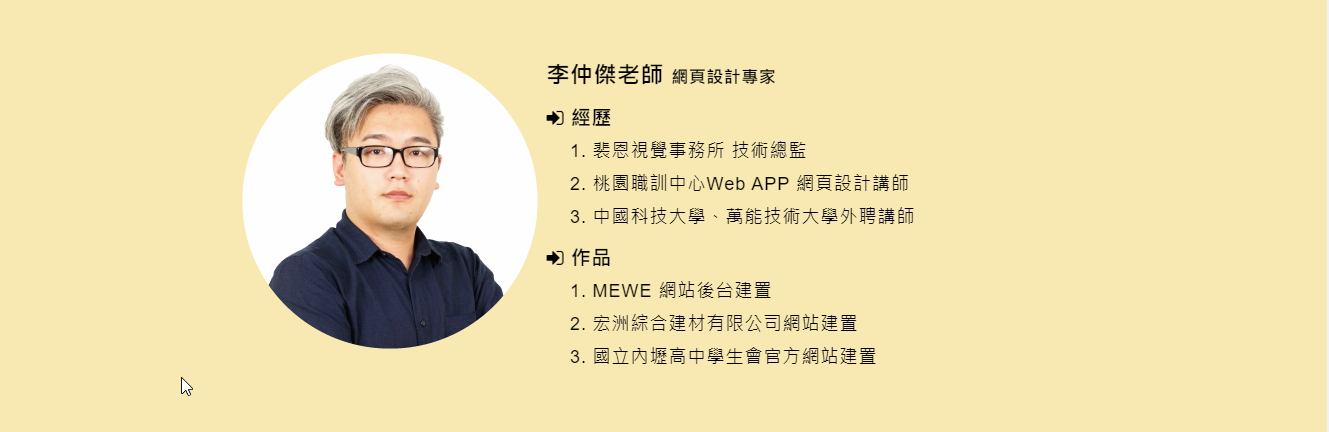 李仲傑老師 網頁設計專家
經歷
1. 裴恩視覺事務所 技術總監
2. 桃園職訓中心Web APP 網頁設計講師
3. 中國科技大學、萬能技術大學外聘講師
作品
1. MEWE 網站後台建置
2. 宏洲綜合建材有限公司網站建置
3. 國立內壢高中學生會官方網站建置